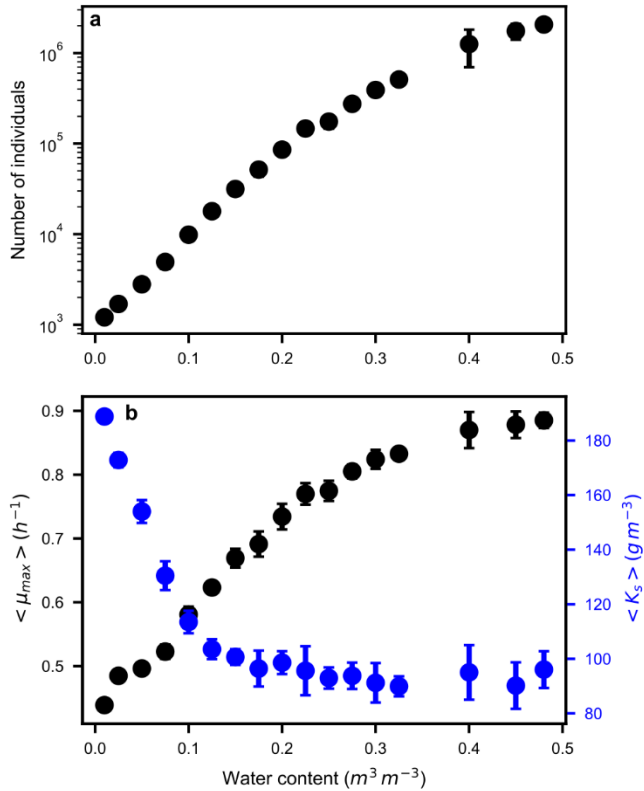 a
Number of individuals
10⁶
10⁵
10⁴
10³
0.0 0.1 0.2 0.3 0.4 0.5
b
< μmax > (h⁻¹)
0.9
0.8
0.7
0.6
0.5
180
160
140
120
100
80
< Ks > (g m⁻³)
0.0 0.1 0.2 0.3 0.4 0.5
Water content (m³ m⁻³)